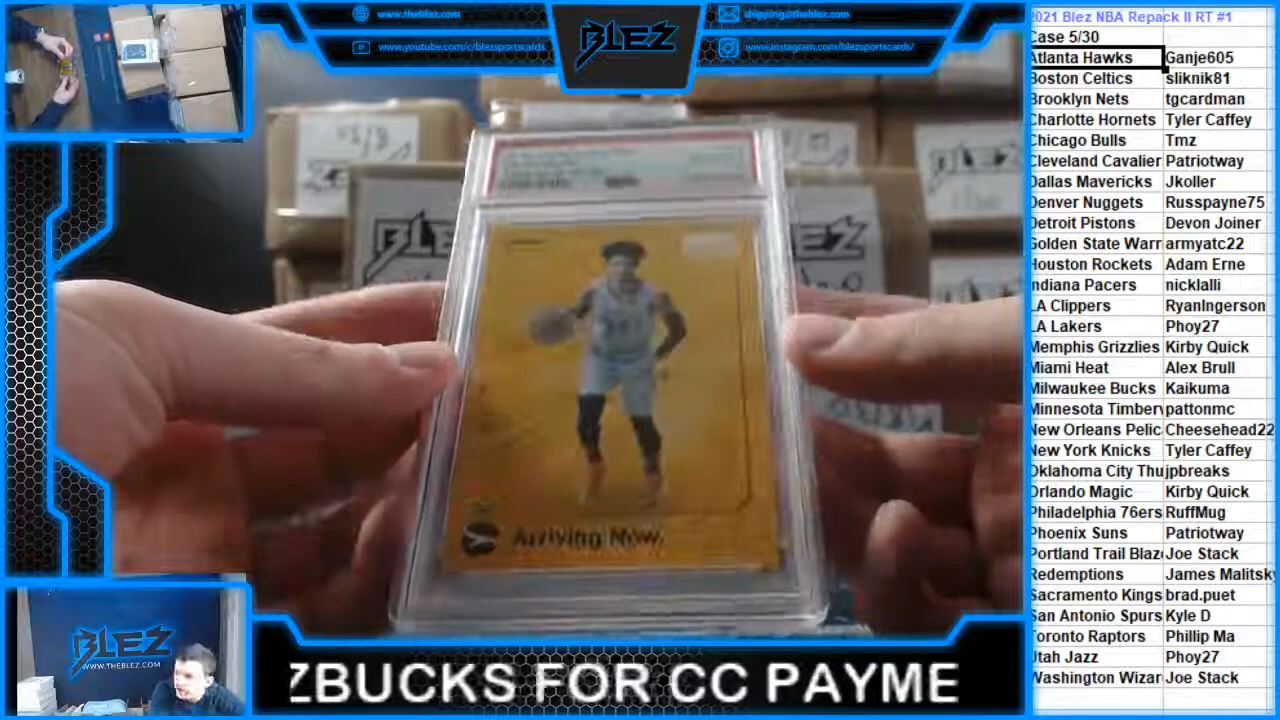 www.theblez.com
www.youtube.com/c/blezsportscards
BLEZ
shipping@theblez.com
www.instagram.com/blezsportscards/
BLEZ
BLEZ
Arriving Now.
BLEZ
WWW.THEBLEZ.COM
ZBUCKS FOR CC PAYME
2021 Blez NBA Repack II RT #1
Case 5/30
Atlanta Hawks Ganje605
Boston Celtics sliknik81
Brooklyn Nets tgcardman
Charlotte Hornets Tyler Caffey
Chicago Bulls Tmz
Cleveland Cavalier Patriotway
Dallas Mavericks Jkoller
Denver Nuggets Russpayne75
Detroit Pistons Devon Joiner
Golden State Warr armyatc22
Houston Rockets Adam Erne
Indiana Pacers nicklalli
LA Clippers RyanIngerson
LA Lakers Phoy27
Memphis Grizzlies Kirby Quick
Miami Heat Alex Brull
Milwaukee Bucks Kaikuma
Minnesota Timberv pattonmc
New Orleans Pelic Cheesehead22
New York Knicks Tyler Caffey
Oklahoma City Thu jpbreaks
Orlando Magic Kirby Quick
Philadelphia 76ers RuffMug
Phoenix Suns Patriotway
Portland Trail Blaz Joe Stack
Redemptions James Malitsky
Sacramento Kings brad.puet
San Antonio Spurs Kyle D
Toronto Raptors Phillip Ma
Utah Jazz Phoy27
Washington Wizar Joe Stack